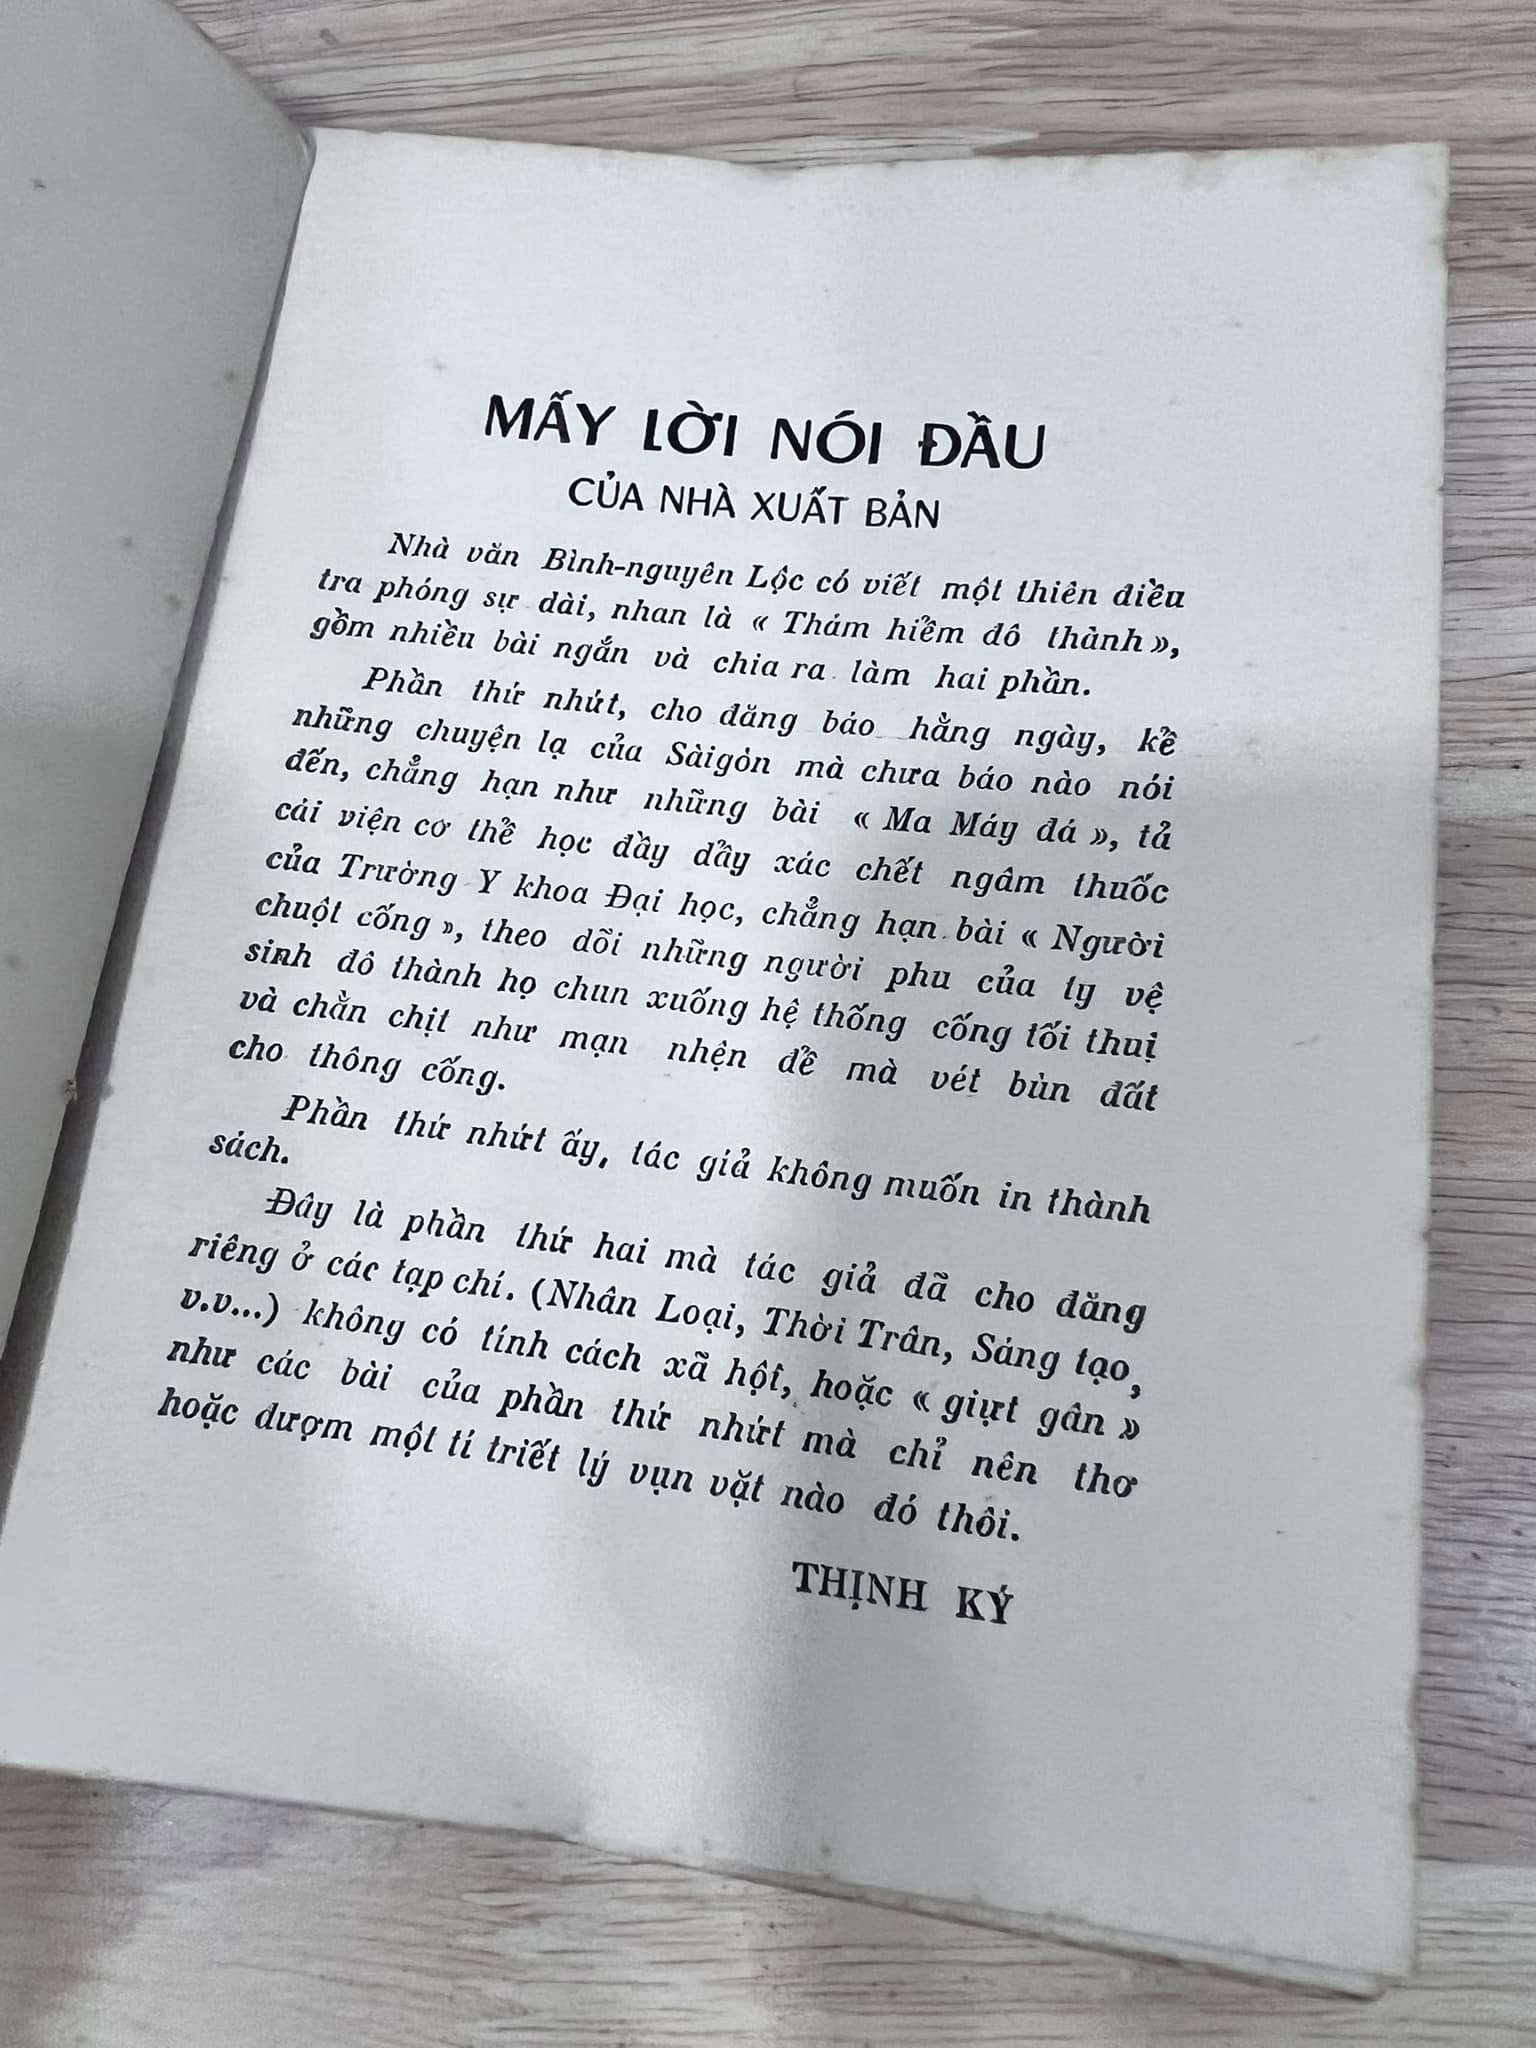 MẤY LỜI NÓI ĐẦU
CỦA NHÀ XUẤT BẢN
Nhà văn Bình-nguyên Lộc có viết một thiên điều
tra phóng sự dài, nhan là « Thám hiểm đô thành »,
gồm nhiều bài ngắn và chia ra làm hai phần.
Phần thứ nhứt, cho đăng báo hằng ngày, kể
những chuyện lạ của Sàigòn mà chưa báo nào nói
đến, chẳng hạn như những bài « Ma Máy đá », tả
cái viện cơ thể học đầy dẩy xác chết ngâm thuốc
của Trường Y khoa Đại học, chẳng hạn bài « Người
chuột cống », theo dõi những người phu của ty vệ
sinh đô thành họ chun xuống hệ thống cống tối thui
và chằn chịt như mạn nhện để mà vét bùn đất
cho thông cống.
Phần thứ nhứt ấy, tác giả không muốn in thành
sách.
Đây là phần thứ hai mà tác giả đã cho đăng
riêng ở các tạp chí. (Nhân Loại, Thời Trân, Sáng tạo,
v.v...) không có tính cách xã hội, hoặc « giựt gân »
như các bài của phần thứ nhứt mà chỉ nên thơ
hoặc đượm một tí triết lý vụn vặt nào đó thôi.
THỊNH KÝ